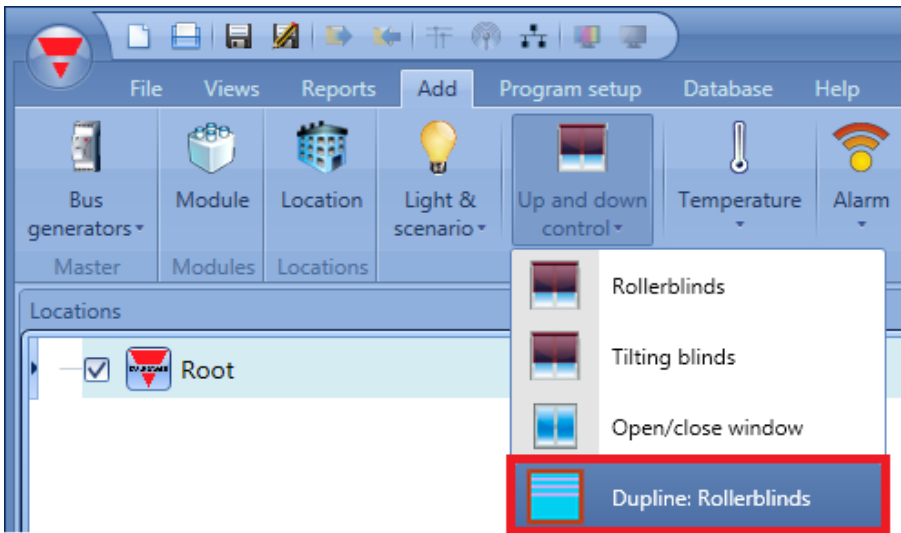 File Views Reports Add Program setup Database Help
Bus generators
Module
Location
Light & scenario
Up and down control
Temperature
Alarm
Master Modules Locations
Locations
Root
Rollerblinds
Tilting blinds
Open/close window
Dupline: Rollerblinds